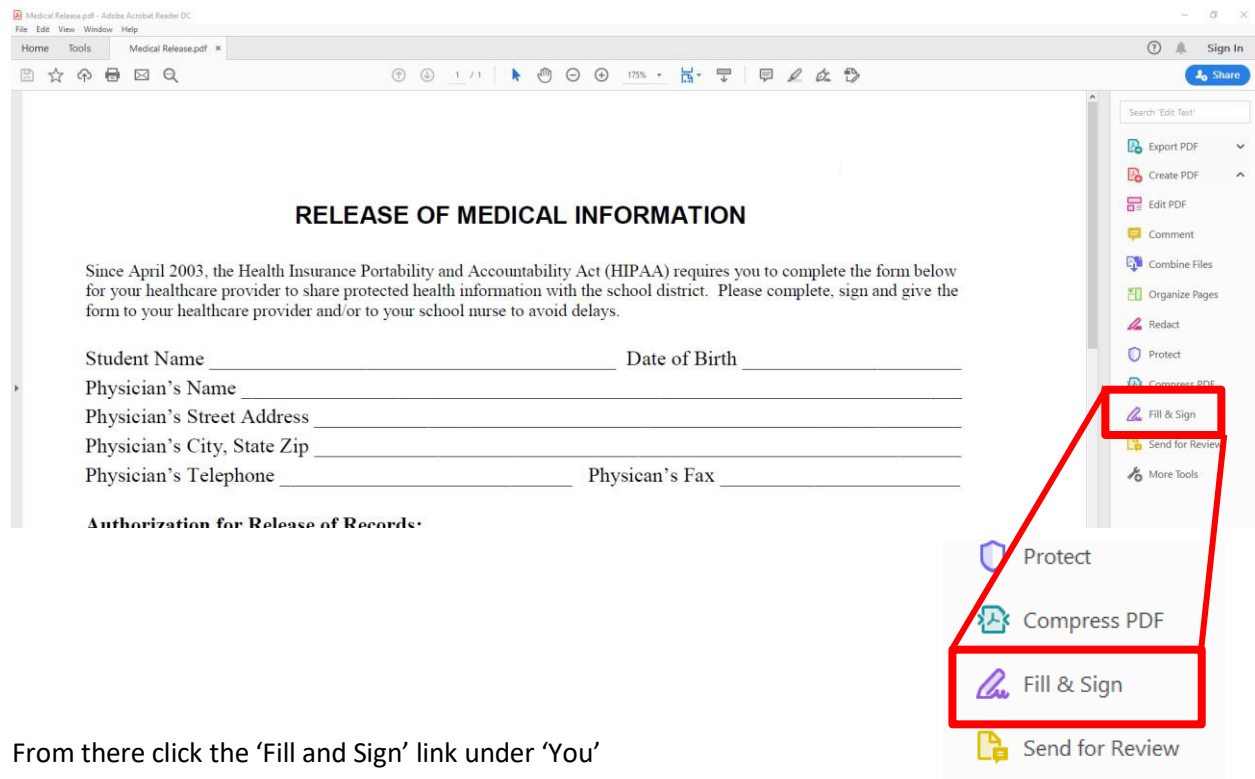 Medical Release.pdf - Adobe Acrobat Reader DC
File Edit View Window Help
Home Tools Medical Release.pdf × Sign In
1 / 1 175% Share
Search 'Edit Text'
Export PDF
Create PDF
Edit PDF
Comment
Combine Files
Organize Pages
Redact
Protect
Compress PDF
Fill & Sign
Send for Review
More Tools
RELEASE OF MEDICAL INFORMATION
Since April 2003, the Health Insurance Portability and Accountability Act (HIPAA) requires you to complete the form below
for your healthcare provider to share protected health information with the school district. Please complete, sign and give the
form to your healthcare provider and/or to your school nurse to avoid delays.
Student Name Date of Birth
Physician’s Name
Physician’s Street Address
Physician’s City, State Zip
Physician’s Telephone Physican’s Fax
Authorization for Release of Records:
Protect
Compress PDF
Fill & Sign
Send for Review
From there click the ‘Fill and Sign’ link under ‘You’